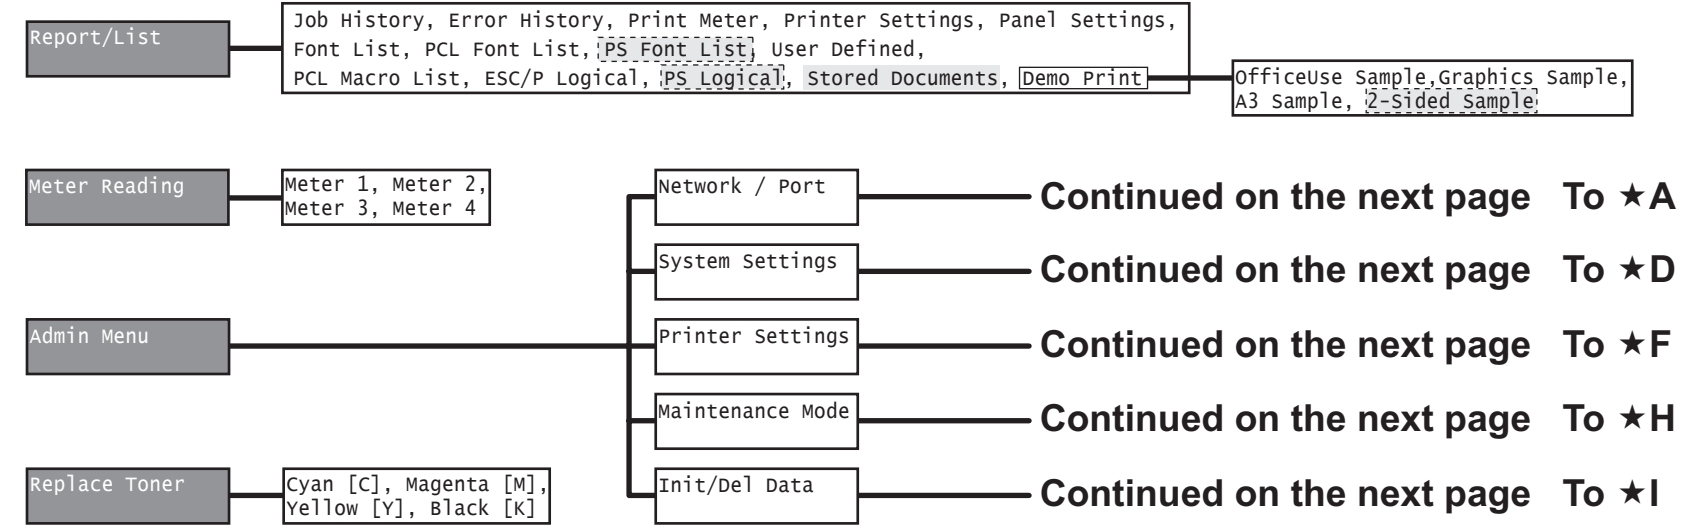 Report/List
Job History, Error History, Print Meter, Printer Settings, Panel Settings,
Font List, PCL Font List, PS Font List, User Defined,
PCL Macro List, ESC/P Logical, PS Logical, Stored Documents, Demo Print
OfficeUse Sample,Graphics Sample,
A3 Sample, 2-Sided Sample
Meter Reading
Meter 1, Meter 2,
Meter 3, Meter 4
Network / Port
Continued on the next page To ★A
System Settings
Continued on the next page To ★D
Admin Menu
Printer Settings
Continued on the next page To ★F
Maintenance Mode
Continued on the next page To ★H
Replace Toner
Cyan [C], Magenta [M],
Yellow [Y], Black [K]
Init/Del Data
Continued on the next page To ★I